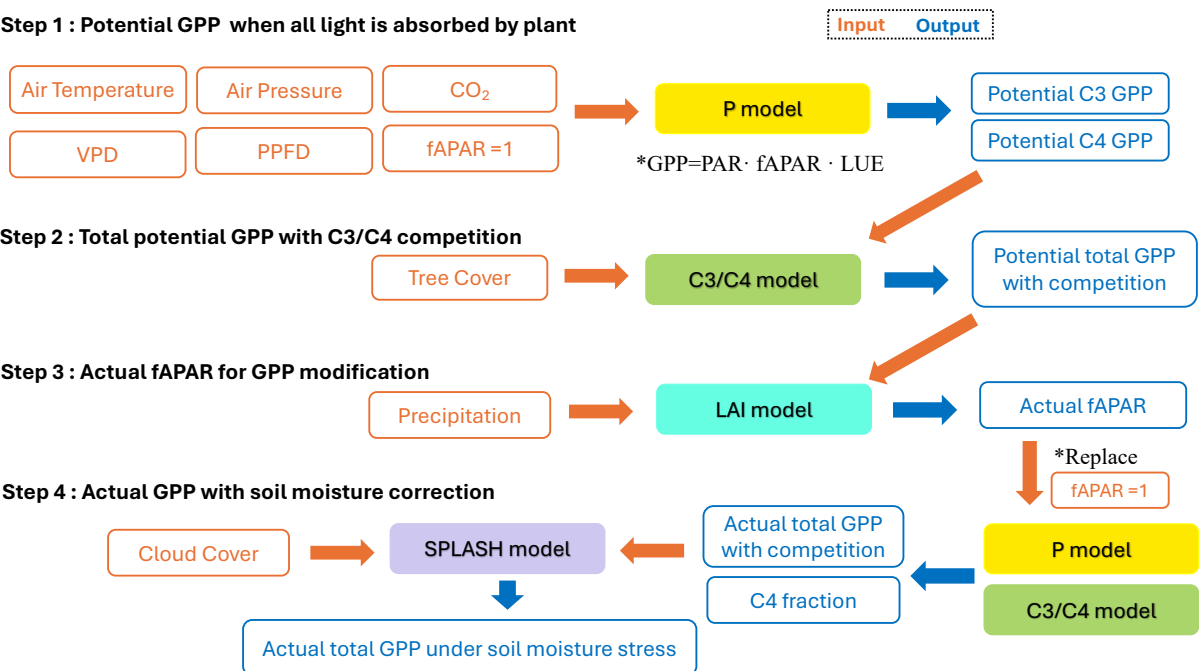 Step 1 : Potential GPP when all light is absorbed by plant
Input Output
Air Temperature
Air Pressure
CO₂
VPD
PPFD
fAPAR =1
P model
*GPP=PAR· fAPAR · LUE
Potential C3 GPP
Potential C4 GPP
Step 2 : Total potential GPP with C3/C4 competition
Tree Cover
C3/C4 model
Potential total GPP
with competition
Step 3 : Actual fAPAR for GPP modification
Precipitation
LAI model
Actual fAPAR
*Replace
fAPAR =1
Step 4 : Actual GPP with soil moisture correction
Cloud Cover
SPLASH model
Actual total GPP
with competition
C4 fraction
P model
C3/C4 model
Actual total GPP under soil moisture stress